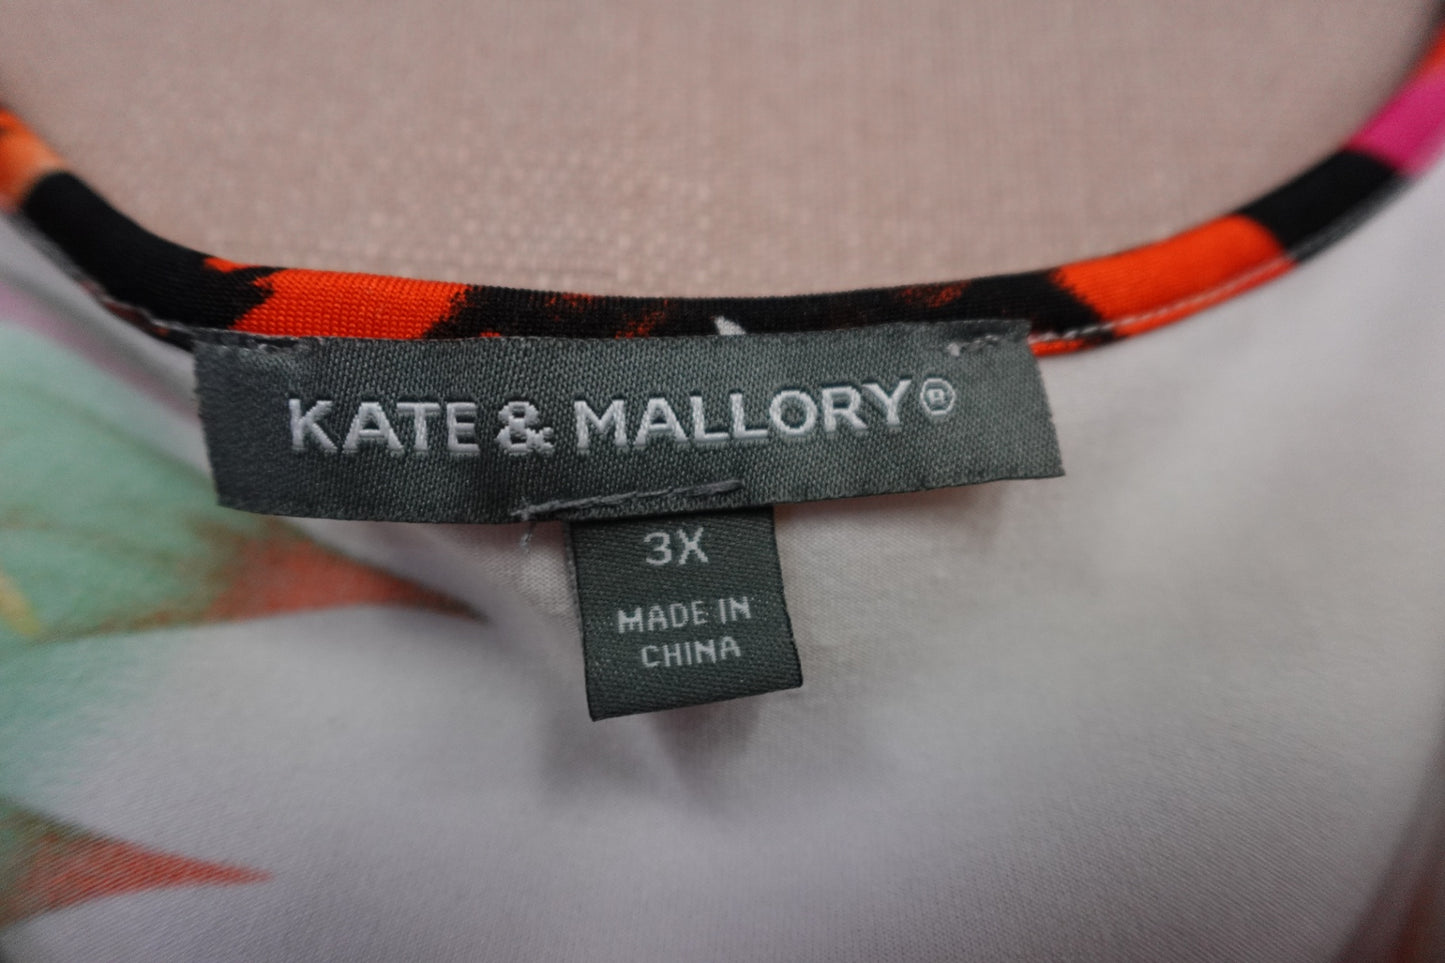 KATE & MALLORY®
3X
MADE IN
CHINA